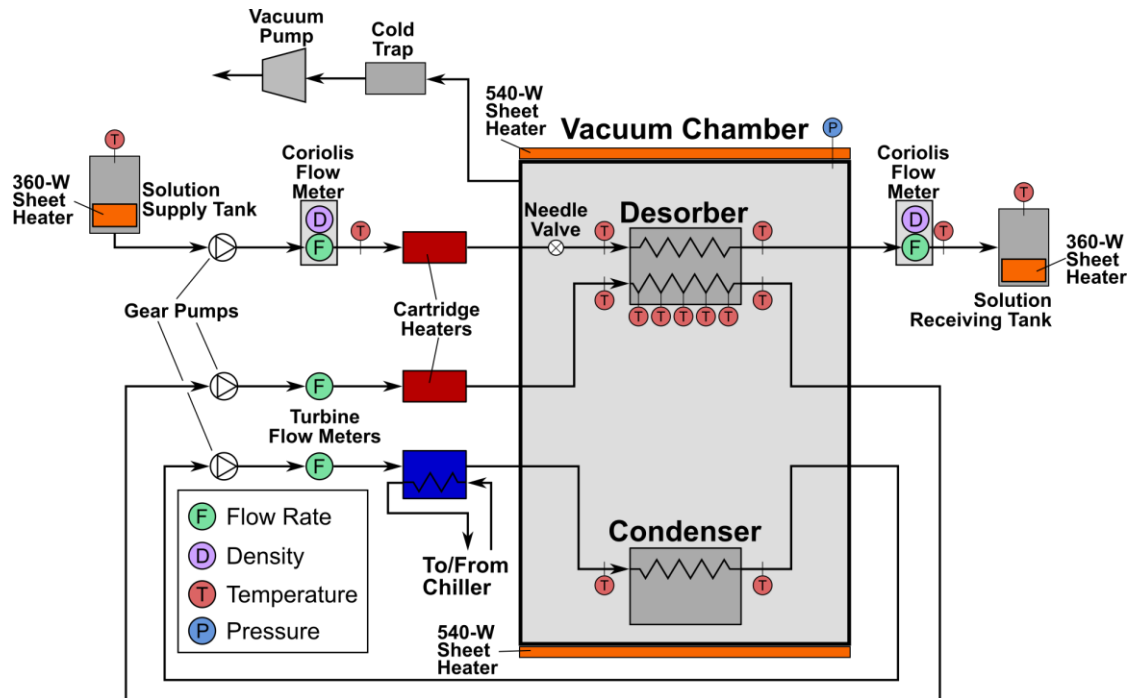 Vacuum
Pump
Cold
Trap
540-W
Sheet
Heater
Vacuum Chamber
P
T
360-W
Sheet
Heater
Solution
Supply Tank
Coriolis
Flow
Meter
D
F
T
Needle
Valve
Desorber
T
T
T
T
T
T
T
T
T
Coriolis
Flow
Meter
D
F
T
T
360-W
Sheet
Heater
Solution
Receiving Tank
Gear Pumps
Cartridge
Heaters
F
Turbine
Flow Meters
F
To/From
Chiller
Condenser
T
T
F Flow Rate
D Density
T Temperature
P Pressure
540-W
Sheet
Heater